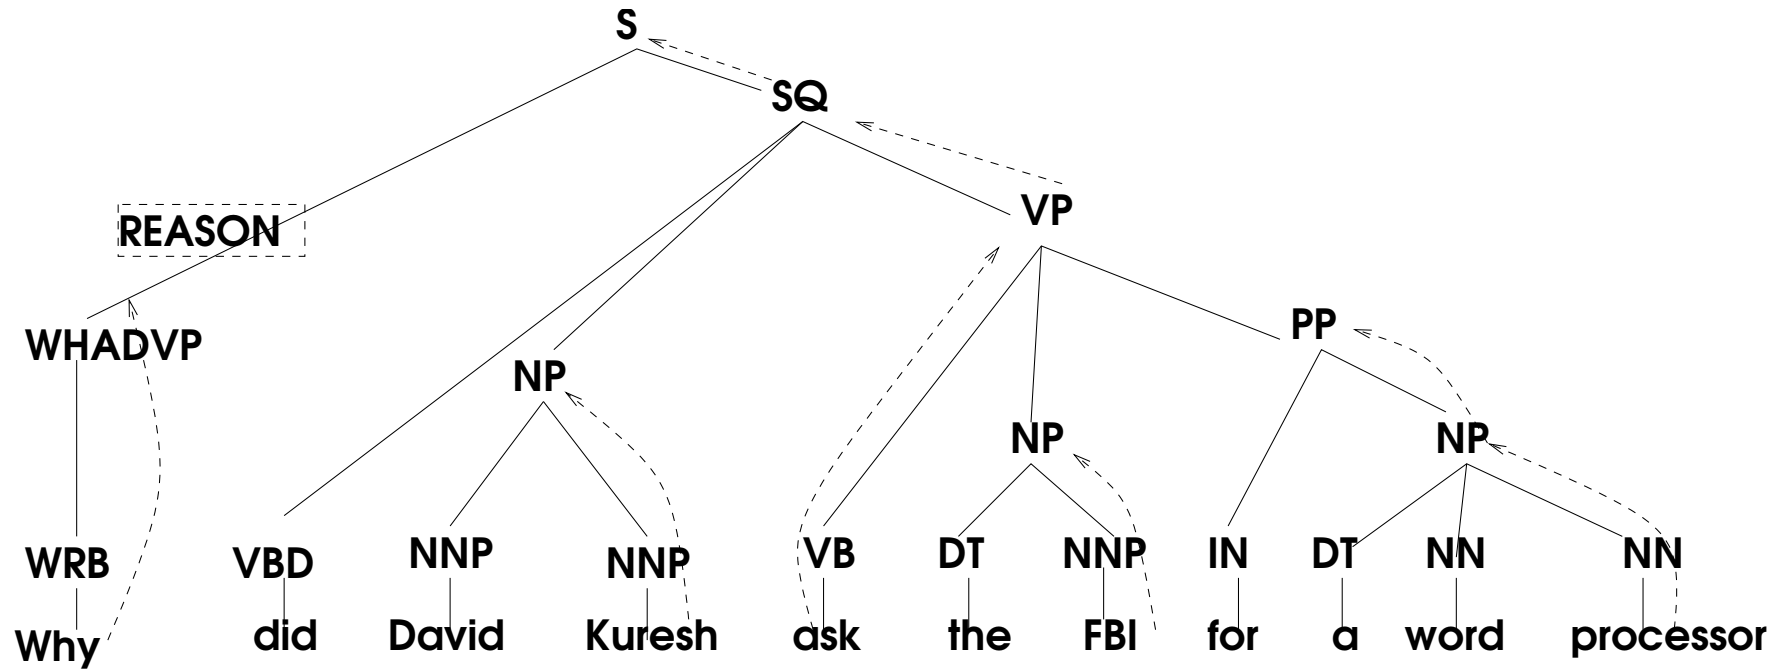 S
SQ
REASON
VP
WHADVP
PP
NP
NP
NP
WRB VBD NNP NNP VB DT NNP IN DT NN NN
Why did David Kuresh ask the FBI for a word processor